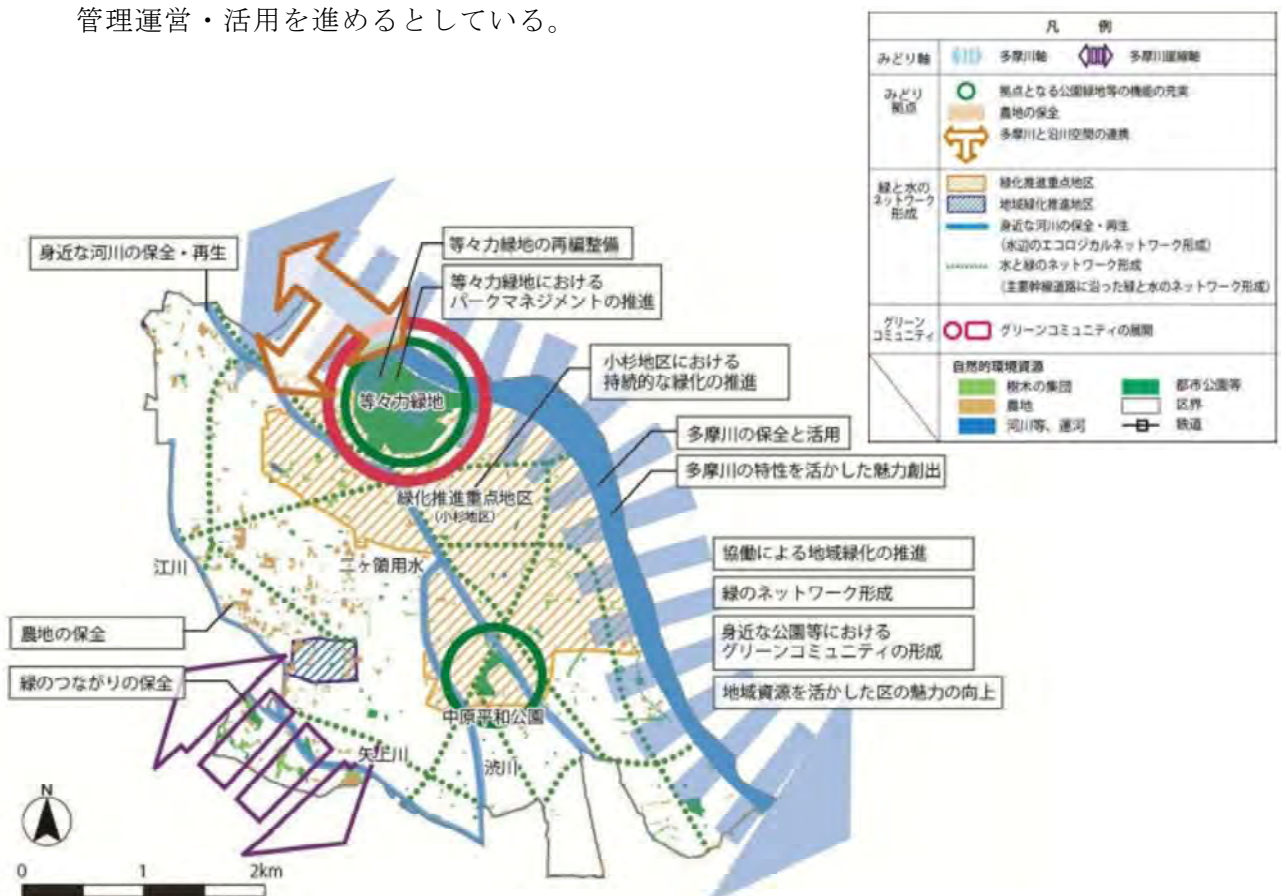 管理運営・活用を進めるとしている。
凡 例
みどり軸
多摩川軸
多摩川崖線軸
みどり
拠点
拠点となる公園緑地等の機能の充実
農地の保全
多摩川と沿川空間の連携
緑と水の
ネットワーク
形成
緑化推進重点地区
地域緑化推進地区
身近な河川の保全・再生
(水辺のエコロジカルネットワーク形成)
水と緑のネットワーク形成
(主要幹線道路に沿った緑と水のネットワーク形成)
グリーン
コミュニティ
グリーンコミュニティの展開
自然的環境資源
樹木の集団
都市公園等
農地
区界
河川等、運河
鉄道
身近な河川の保全・再生
等々力緑地の再編整備
等々力緑地における
パークマネジメントの推進
小杉地区における
持続的な緑化の推進
等々力緑地
多摩川の保全と活用
多摩川の特性を活かした魅力創出
緑化推進重点地区
(小杉地区)
江川
二ヶ領用水
協働による地域緑化の推進
緑のネットワーク形成
身近な公園等における
グリーンコミュニティの形成
地域資源を活かした区の魅力の向上
農地の保全
緑のつながりの保全
中原平和公園
矢上川
渋川
N
0 1 2km